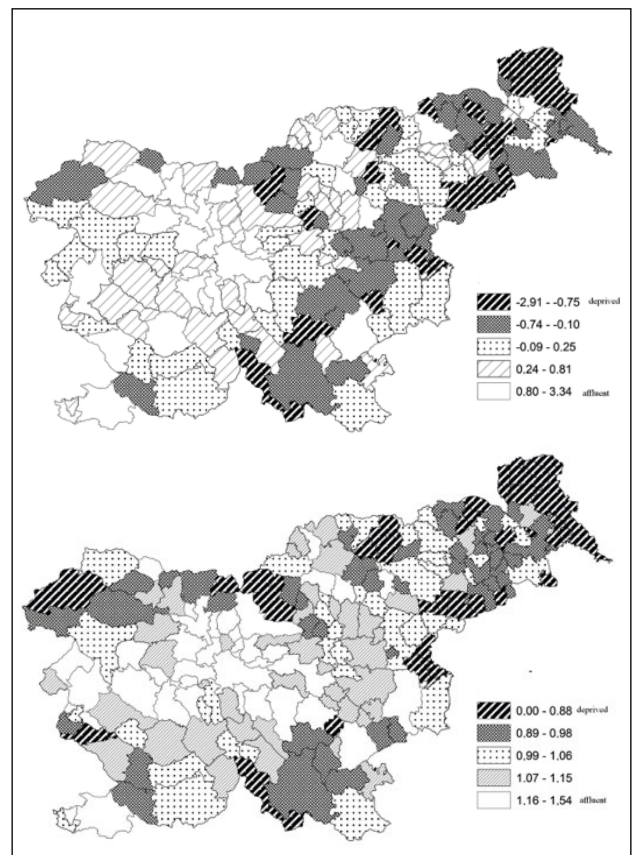 -2.91 - -0.75 deprived
-0.74 - -0.10
-0.09 - 0.25
0.24 - 0.81
0.80 - 3.34 affluent
0.00 - 0.88 deprived
0.89 - 0.98
0.99 - 1.06
1.07 - 1.15
1.16 - 1.54 affluent